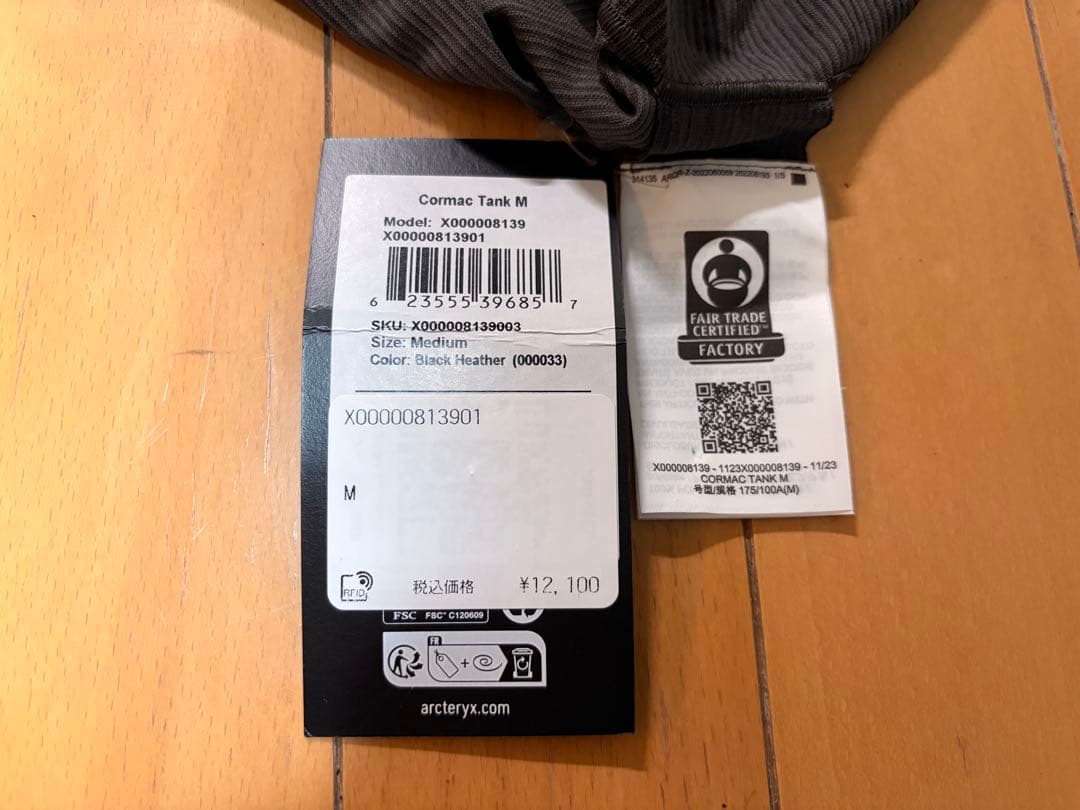 Cormac Tank M
Model: X000008139
X00000813901
6 23555 39685 7
SKU: X000008139003
Size: Medium
Color: Black Heather (000033)
X00000813901
M
RFID
税込価格 ¥12,100
FSC FSC® C120609
FR
arcteryx.com
FAIR TRADE
CERTIFIED™
FACTORY
X000008139 - 1123X000008139 - 11/23
CORMAC TANK M
号型/规格 175/100A(M)